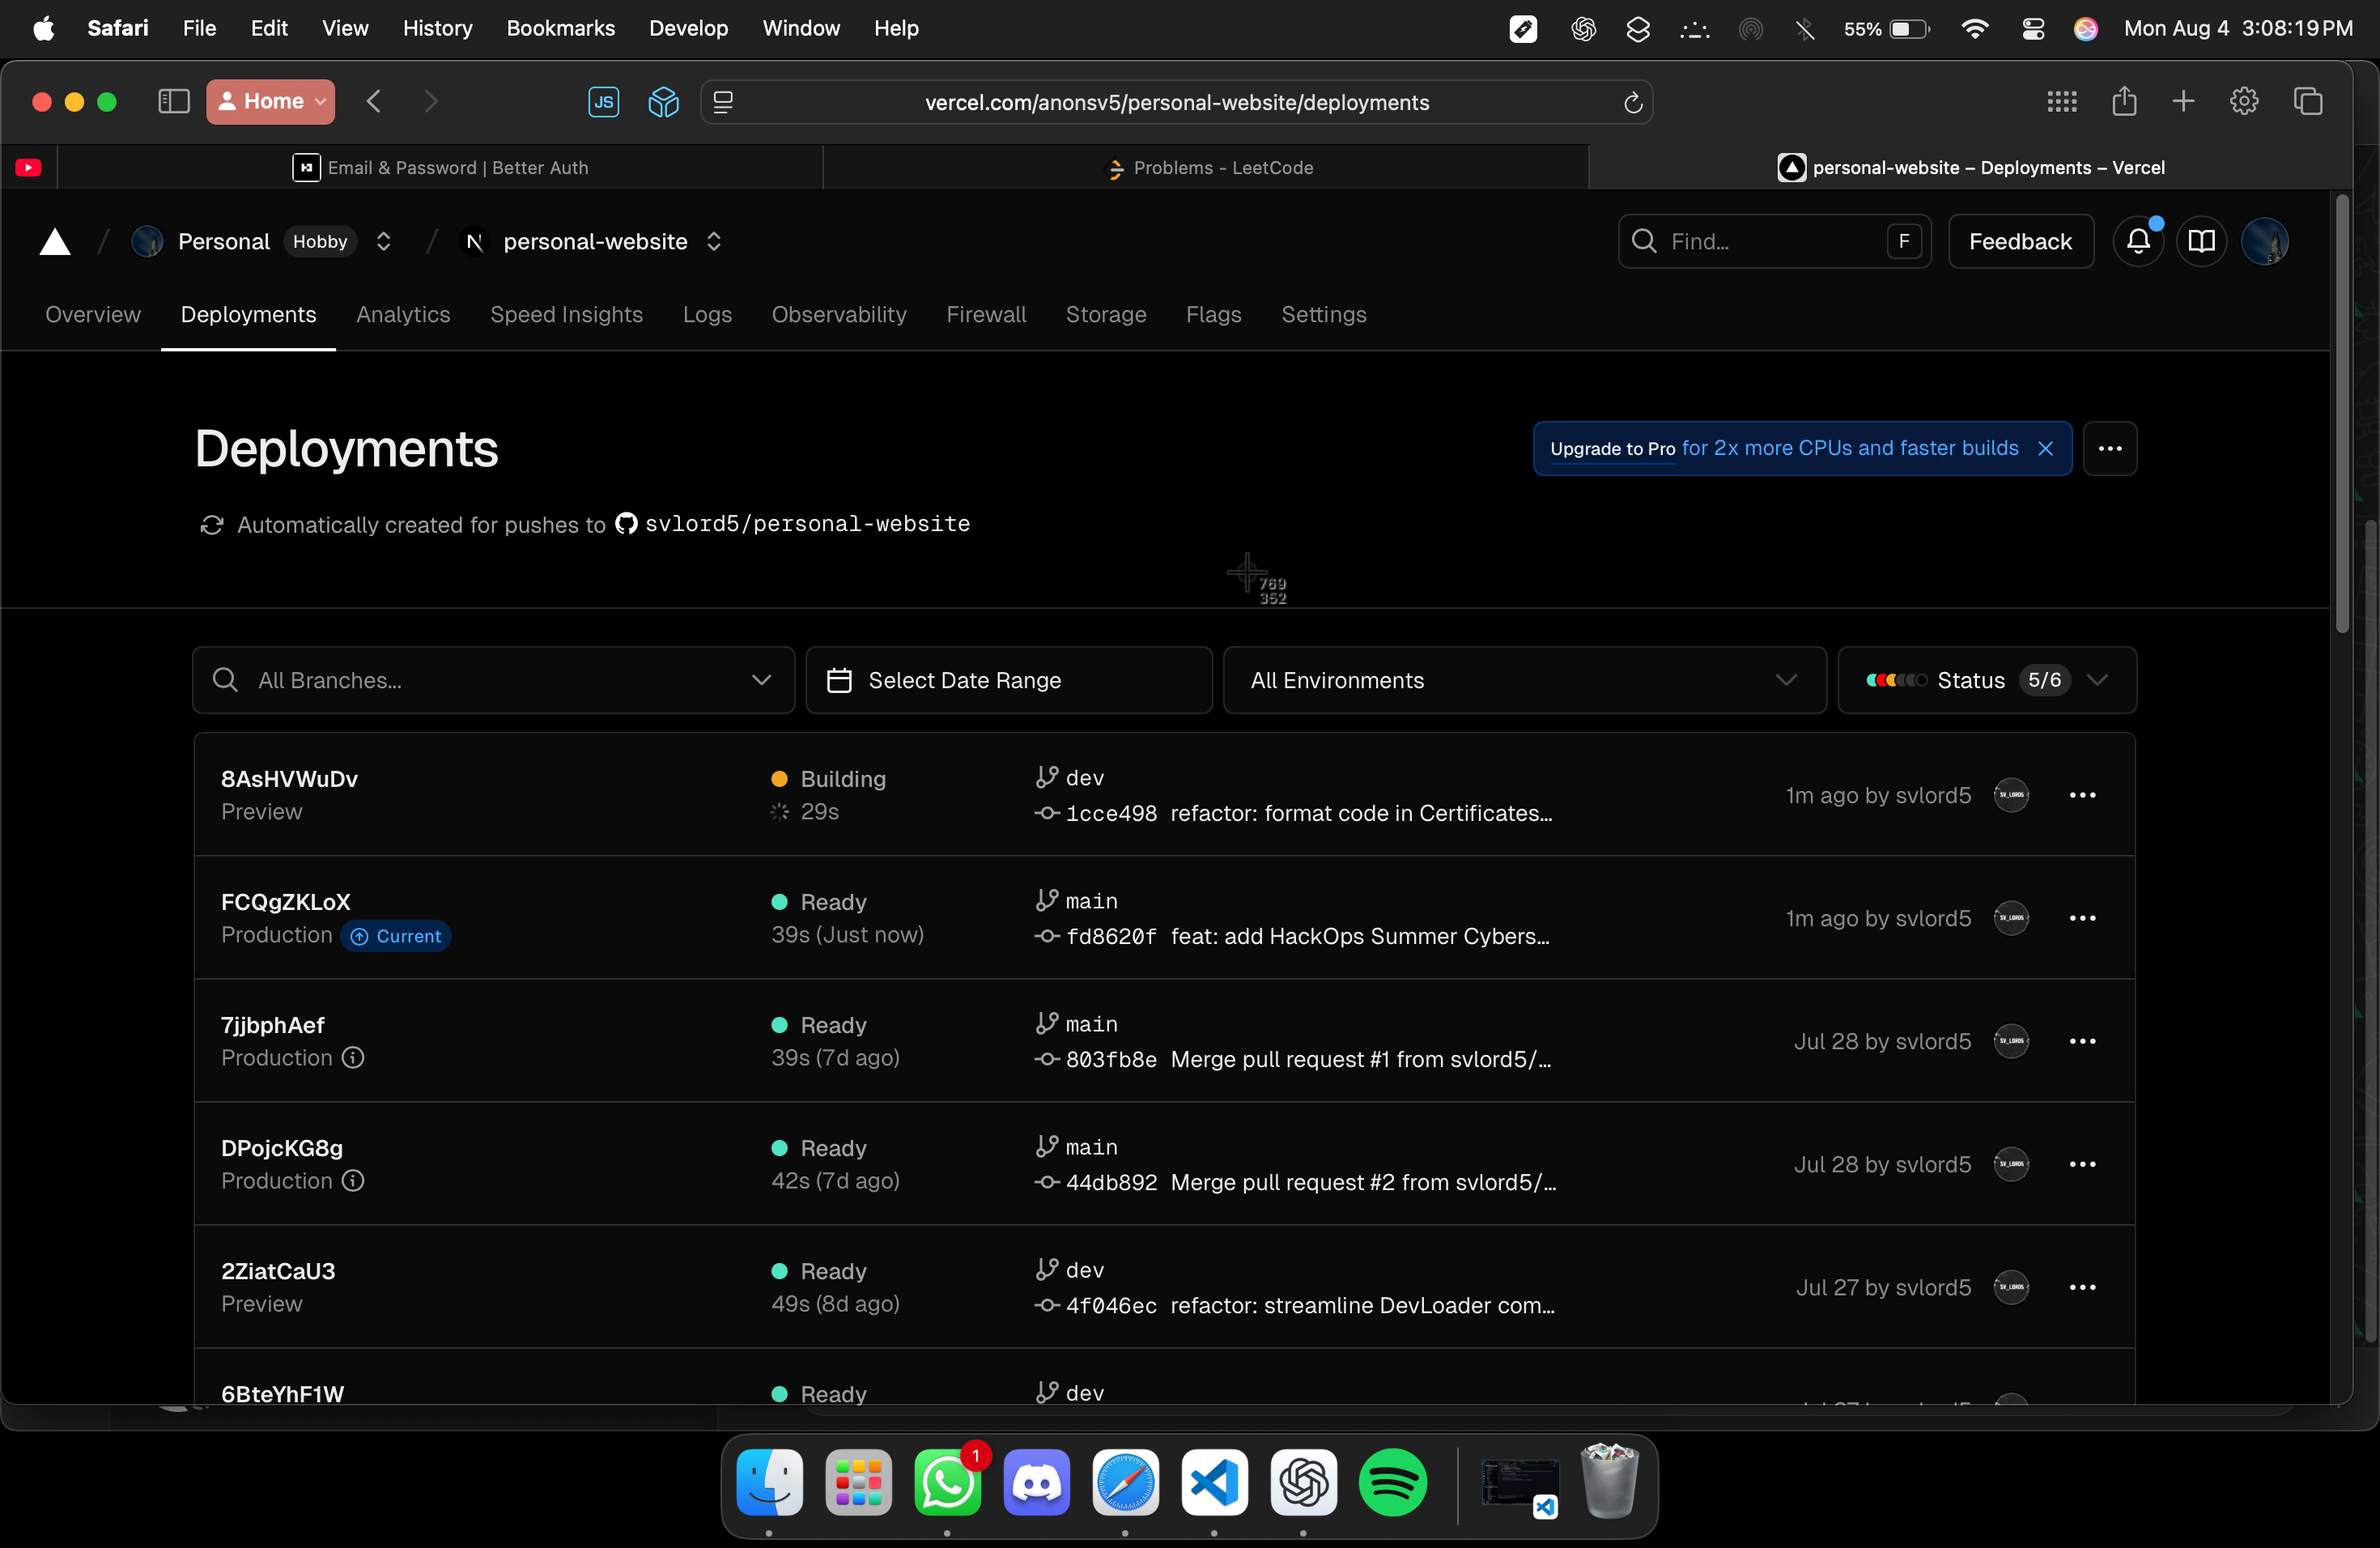 Safari File Edit View History Bookmarks Develop Window Help 55% Mon Aug 4 3:08:19 PM
Home JS vercel.com/anonsv5/personal-website/deployments
Email & Password | Better Auth Problems - LeetCode personal-website – Deployments – Vercel
Personal Hobby / N personal-website Find... F Feedback
Overview Deployments Analytics Speed Insights Logs Observability Firewall Storage Flags Settings
Deployments
Upgrade to Pro for 2x more CPUs and faster builds
Automatically created for pushes to svlord5/personal-website
769
352
All Branches... Select Date Range All Environments Status 5/6
8AsHVWuDv Building dev
Preview 29s 1cce498 refactor: format code in Certificates...
1m ago by svlord5
FCQgZKLoX Ready main
Production Current 39s (Just now) fd8620f feat: add HackOps Summer Cybers...
1m ago by svlord5
7jjbphAef Ready main
Production 39s (7d ago) 803fb8e Merge pull request #1 from svlord5/...
Jul 28 by svlord5
DPojcKG8g Ready main
Production 42s (7d ago) 44db892 Merge pull request #2 from svlord5/...
Jul 28 by svlord5
2ZiatCaU3 Ready dev
Preview 49s (8d ago) 4f046ec refactor: streamline DevLoader com...
Jul 27 by svlord5
6BteYhF1W Ready dev
1